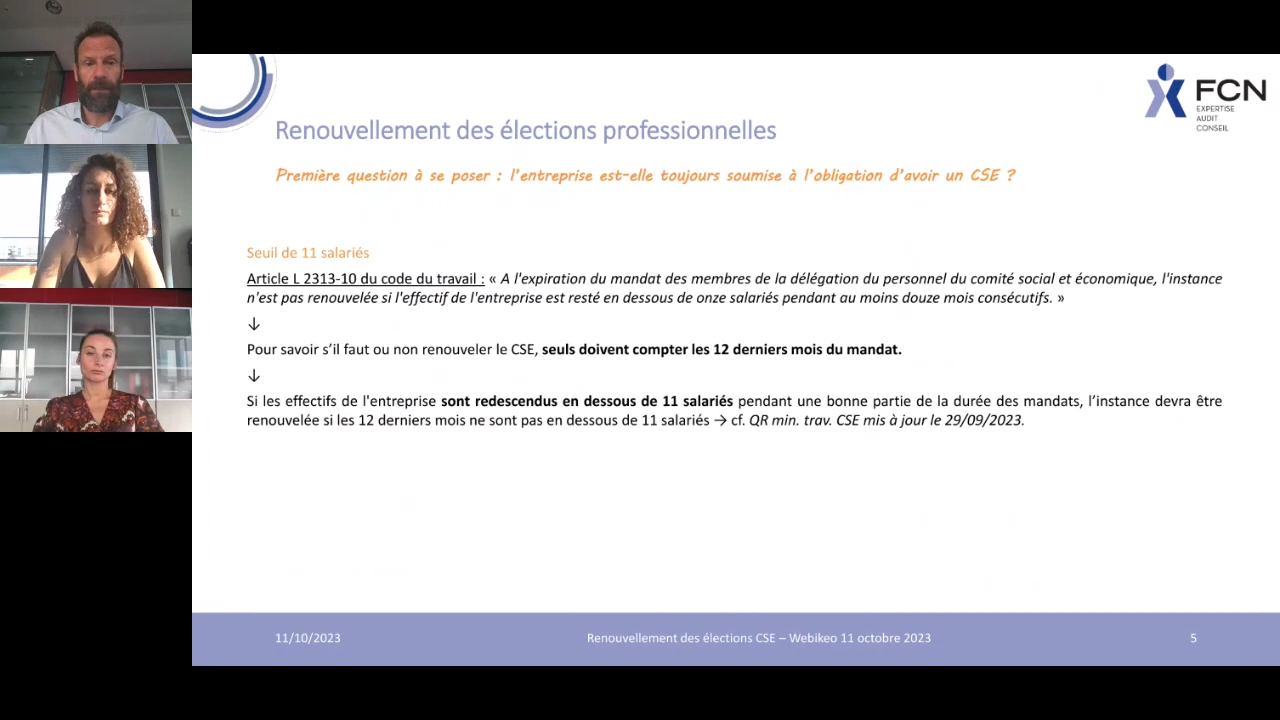 FCN
EXPERTISE
AUDIT
CONSEIL
Renouvellement des élections professionnelles
Première question à se poser : l'entreprise est-elle toujours soumise à l'obligation d'avoir un CSE ?
Seuil de 11 salariés
Article L 2313-10 du code du travail : « A l'expiration du mandat des membres de la délégation du personnel du comité social et économique, l'instance
n'est pas renouvelée si l'effectif de l'entreprise est resté en dessous de onze salariés pendant au moins douze mois consécutifs. »
↓
Pour savoir s’il faut ou non renouveler le CSE, seuls doivent compter les 12 derniers mois du mandat.
↓
Si les effectifs de l'entreprise sont redescendus en dessous de 11 salariés pendant une bonne partie de la durée des mandats, l’instance devra être
renouvelée si les 12 derniers mois ne sont pas en dessous de 11 salariés → cf. QR min. trav. CSE mis à jour le 29/09/2023.
11/10/2023
Renouvellement des élections CSE – Webikeo 11 octobre 2023
5